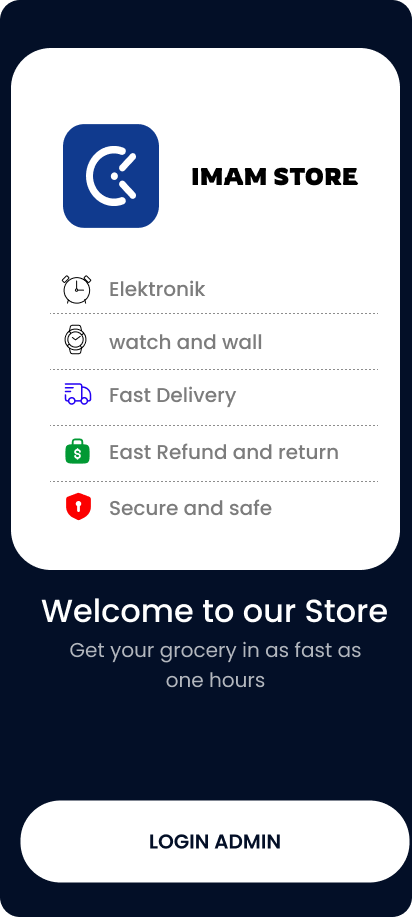 IMAM STORE
Elektronik
watch and wall
Fast Delivery
East Refund and return
Secure and safe
Welcome to our Store
Get your grocery in as fast as
one hours
LOGIN ADMIN